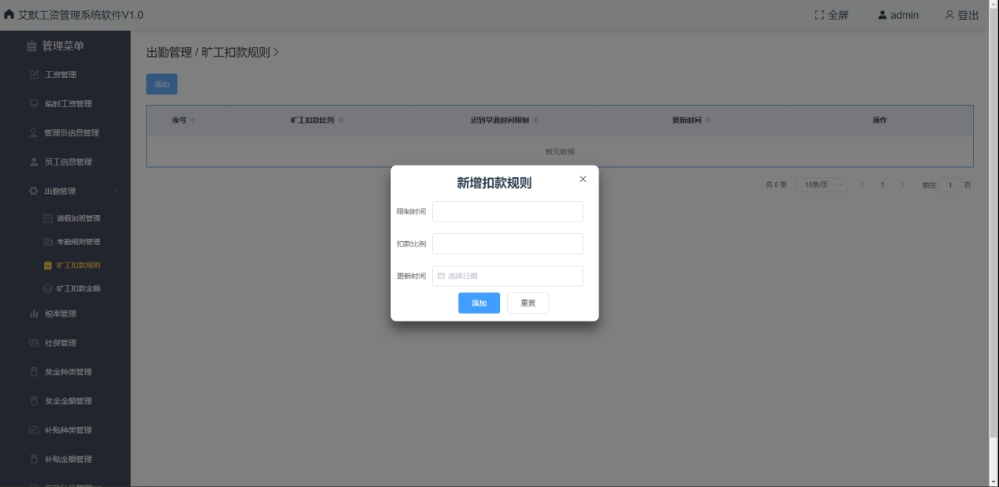 艾默工资管理系统软件V1.0
全屏
admin
登出
管理菜单
工资管理
临时工资管理
管理员信息管理
员工信息管理
出勤管理
请假加班管理
考勤规则管理
旷工扣款规则
旷工扣款金额
税率管理
社保管理
奖金种类管理
奖金金额管理
补贴种类管理
补贴金额管理
出勤管理 / 旷工扣款规则
添加
序号 旷工扣款比列 迟到早退时间限制 更新时间 操作
暂无数据
共 0 条 10条/页 1 前往 1 页
新增扣款规则
限制时间
扣款比例
更新时间 选择日期
添加 重置